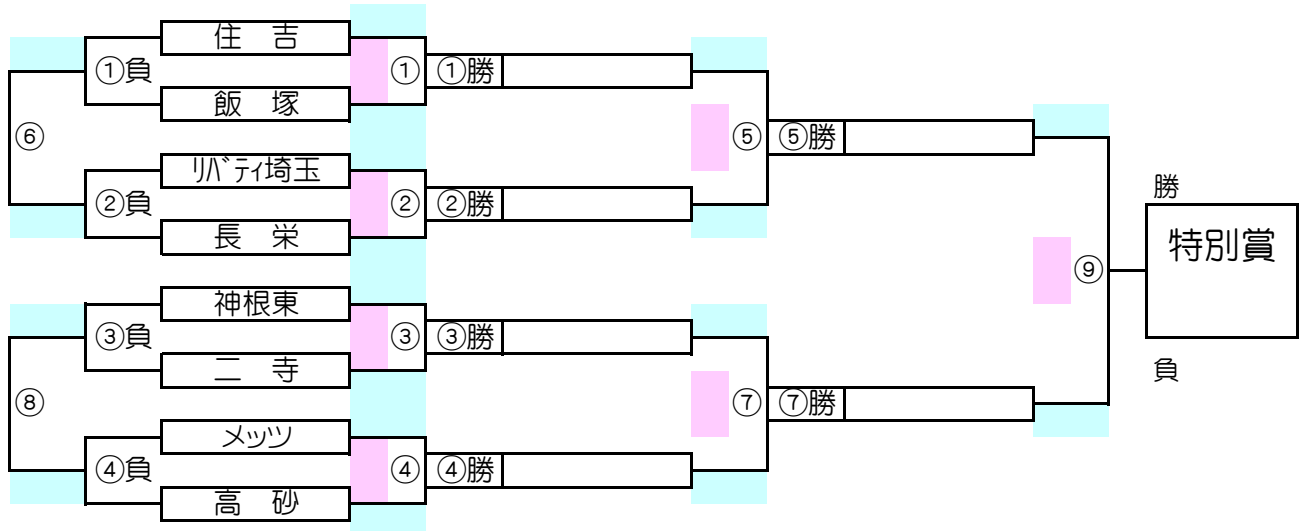 住 吉
①負
①
①勝
飯 塚
⑥
⑤
⑤勝
リバティ埼玉
②負
②
②勝
長 栄
勝
特別賞
⑨
負
神根東
③負
③
③勝
二 寺
⑧
⑦
⑦勝
メッツ
④負
④
④勝
高 砂